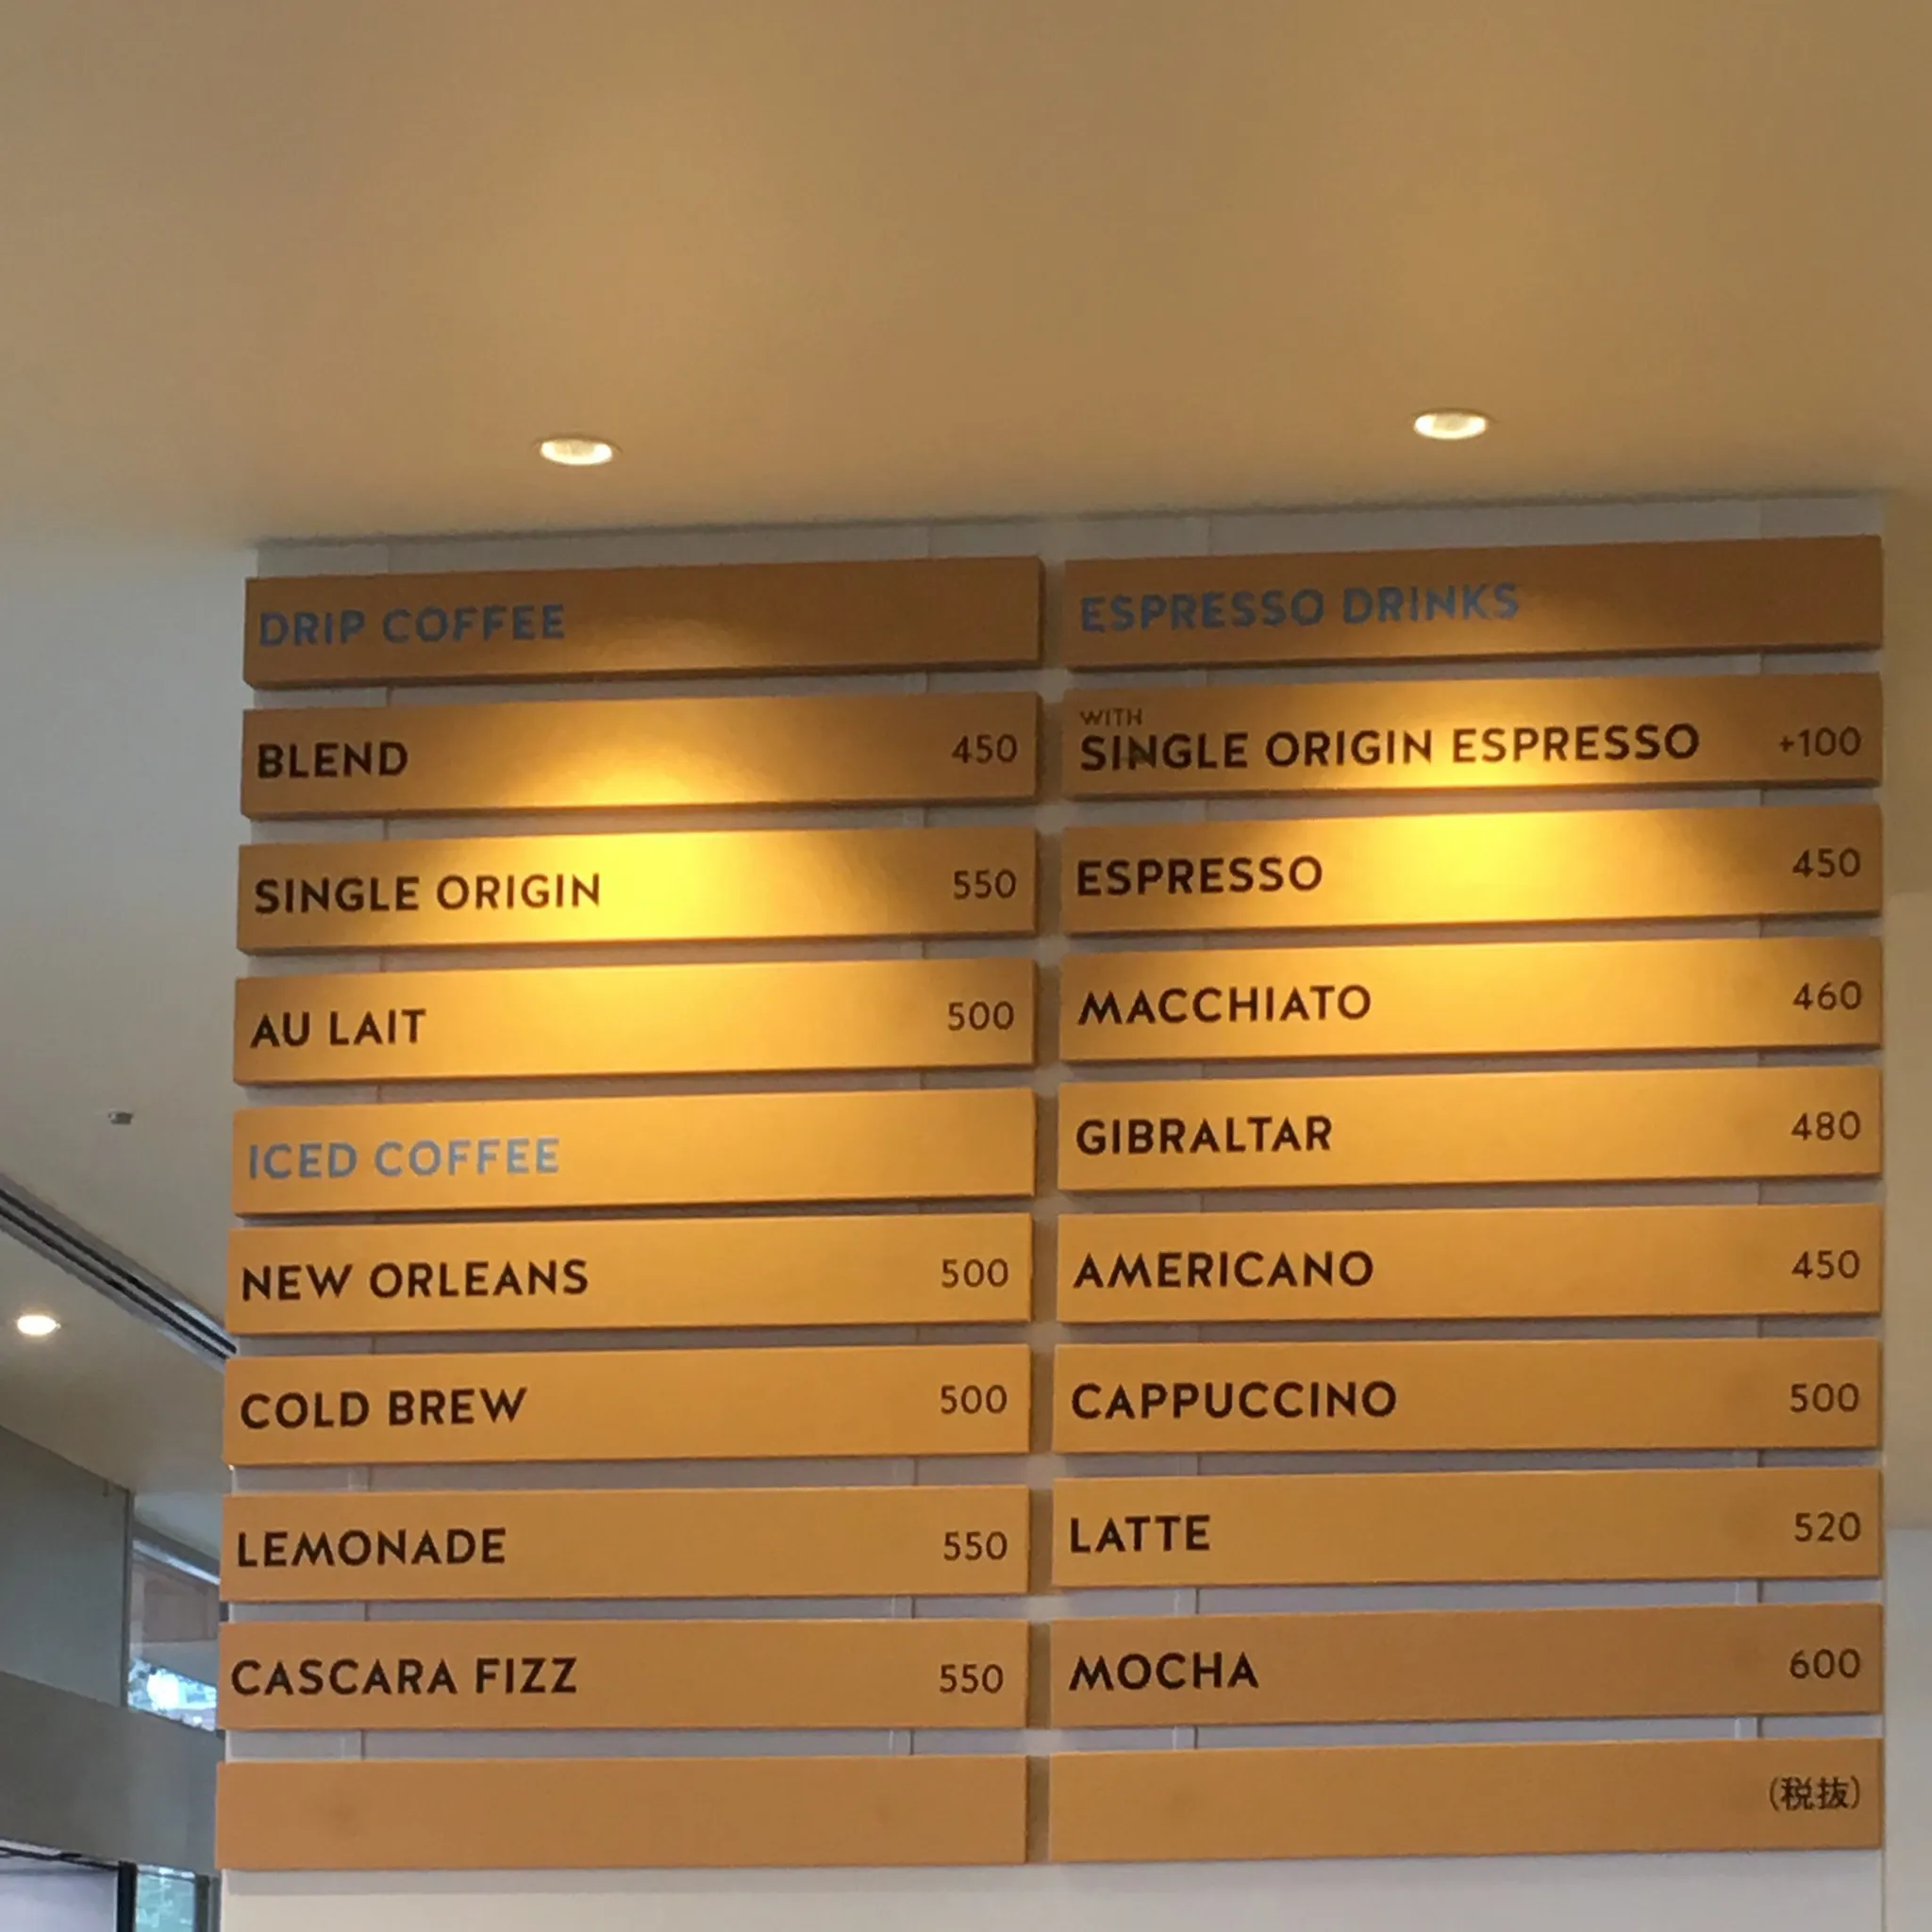 DRIP COFFEE
BLEND 450
SINGLE ORIGIN 550
AU LAIT 500
ICED COFFEE
NEW ORLEANS 500
COLD BREW 500
LEMONADE 550
CASCARA FIZZ 550
ESPRESSO DRINKS
WITH
SINGLE ORIGIN ESPRESSO +100
ESPRESSO 450
MACCHIATO 460
GIBRALTAR 480
AMERICANO 450
CAPPUCCINO 500
LATTE 520
MOCHA 600
(税抜)